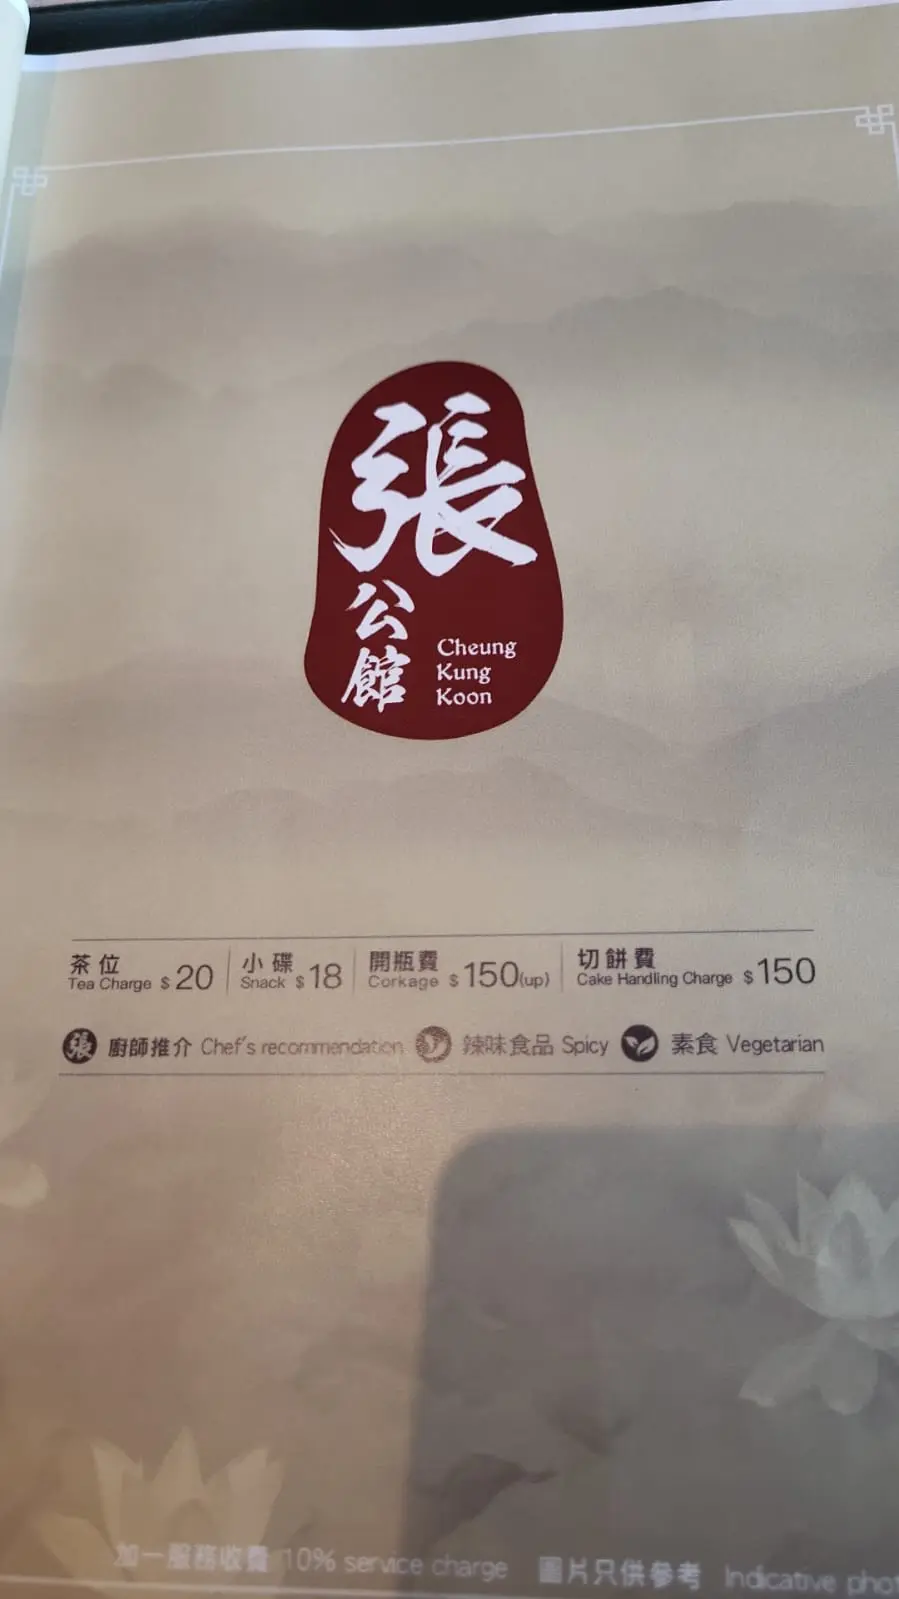 張
公
館
Cheung
Kung
Koon
茶位
Tea Charge $20
小碟
Snack $18
開瓶費
Corkage $150(up)
切餅費
Cake Handling Charge $150
張 廚師推介 Chef's recommendation 辣味食品 Spicy 素食 Vegetarian
加一服務收費 10% service charge 圖片只供參考 Indicative